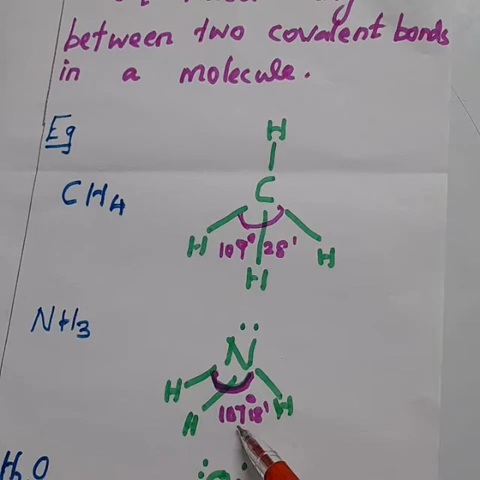 between two covalent bonds
in a molecule.
Eg
H
CH4
C
H 109° 28' H
H
NH3
N
H H H
107° 18'
H2O